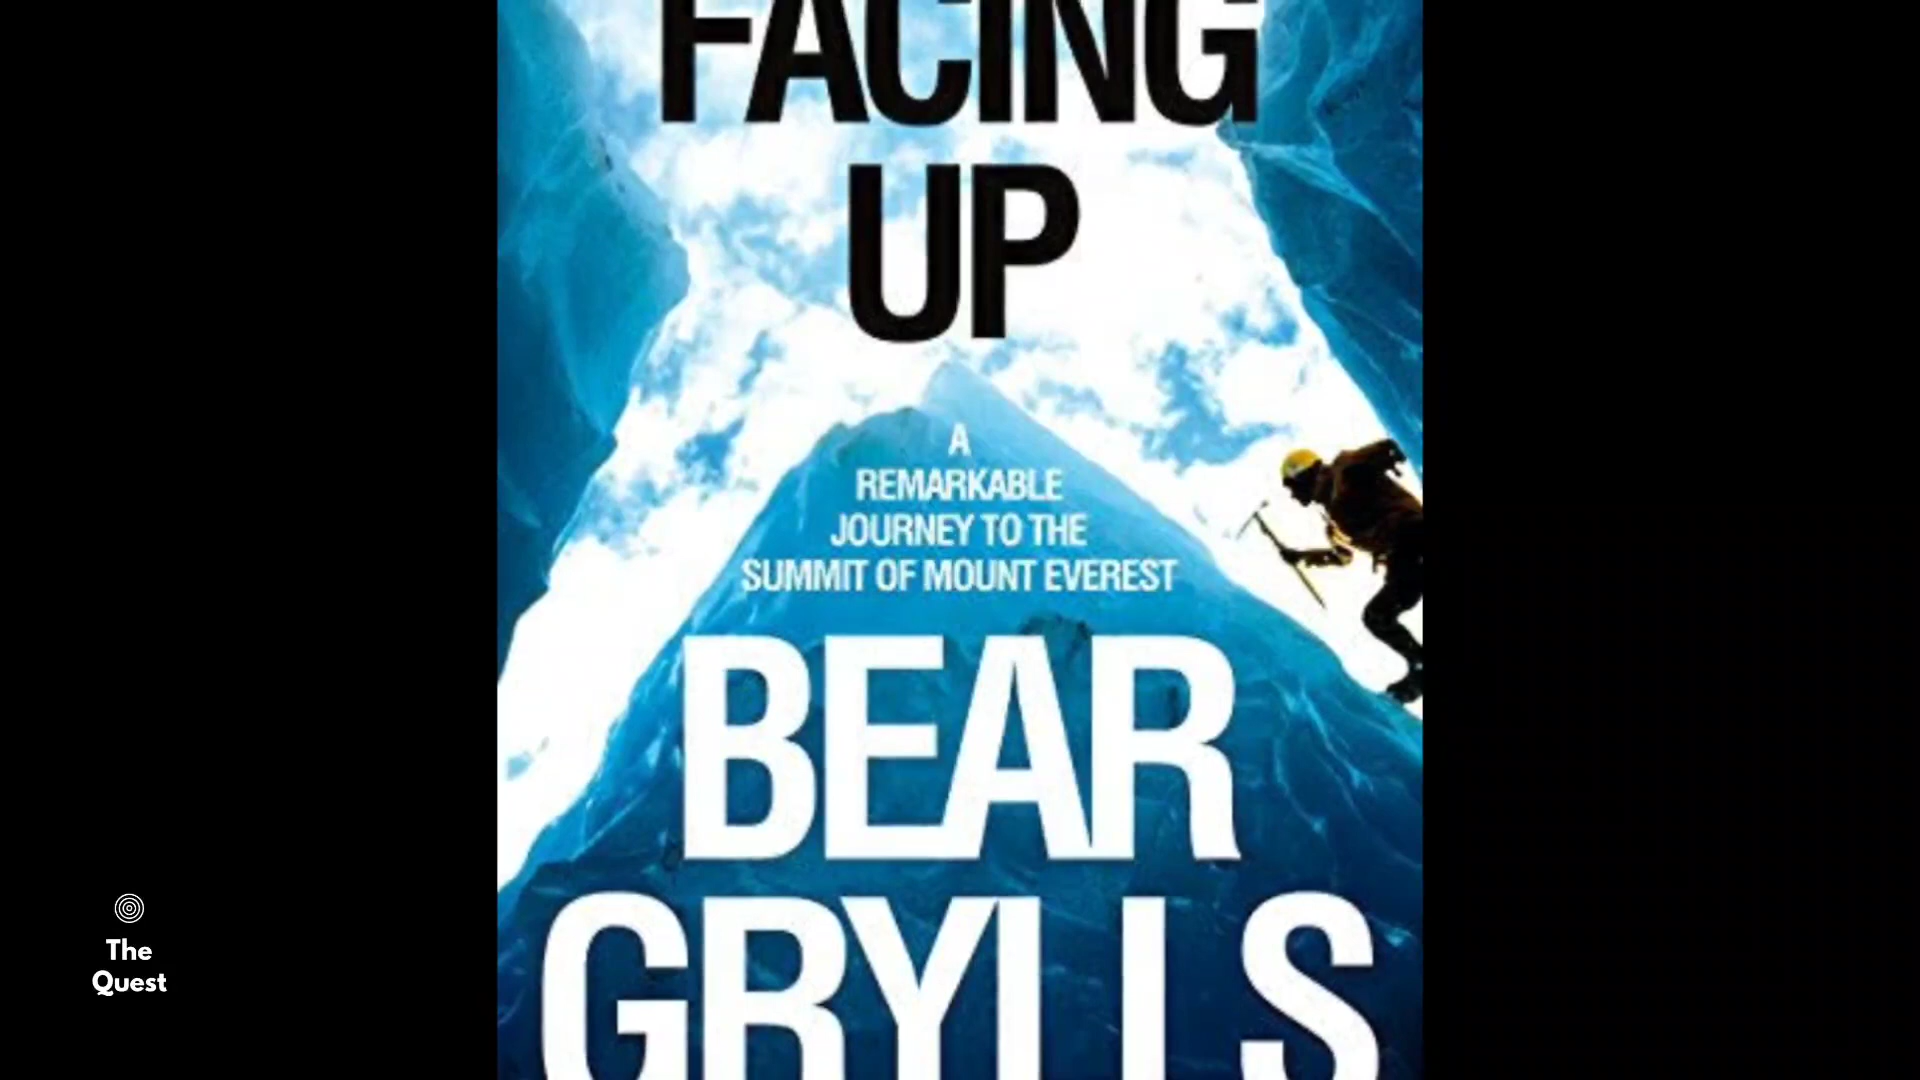 FACING
UP
A
REMARKABLE
JOURNEY TO THE
SUMMIT OF MOUNT EVEREST
BEAR
GRYLLS
The
Quest